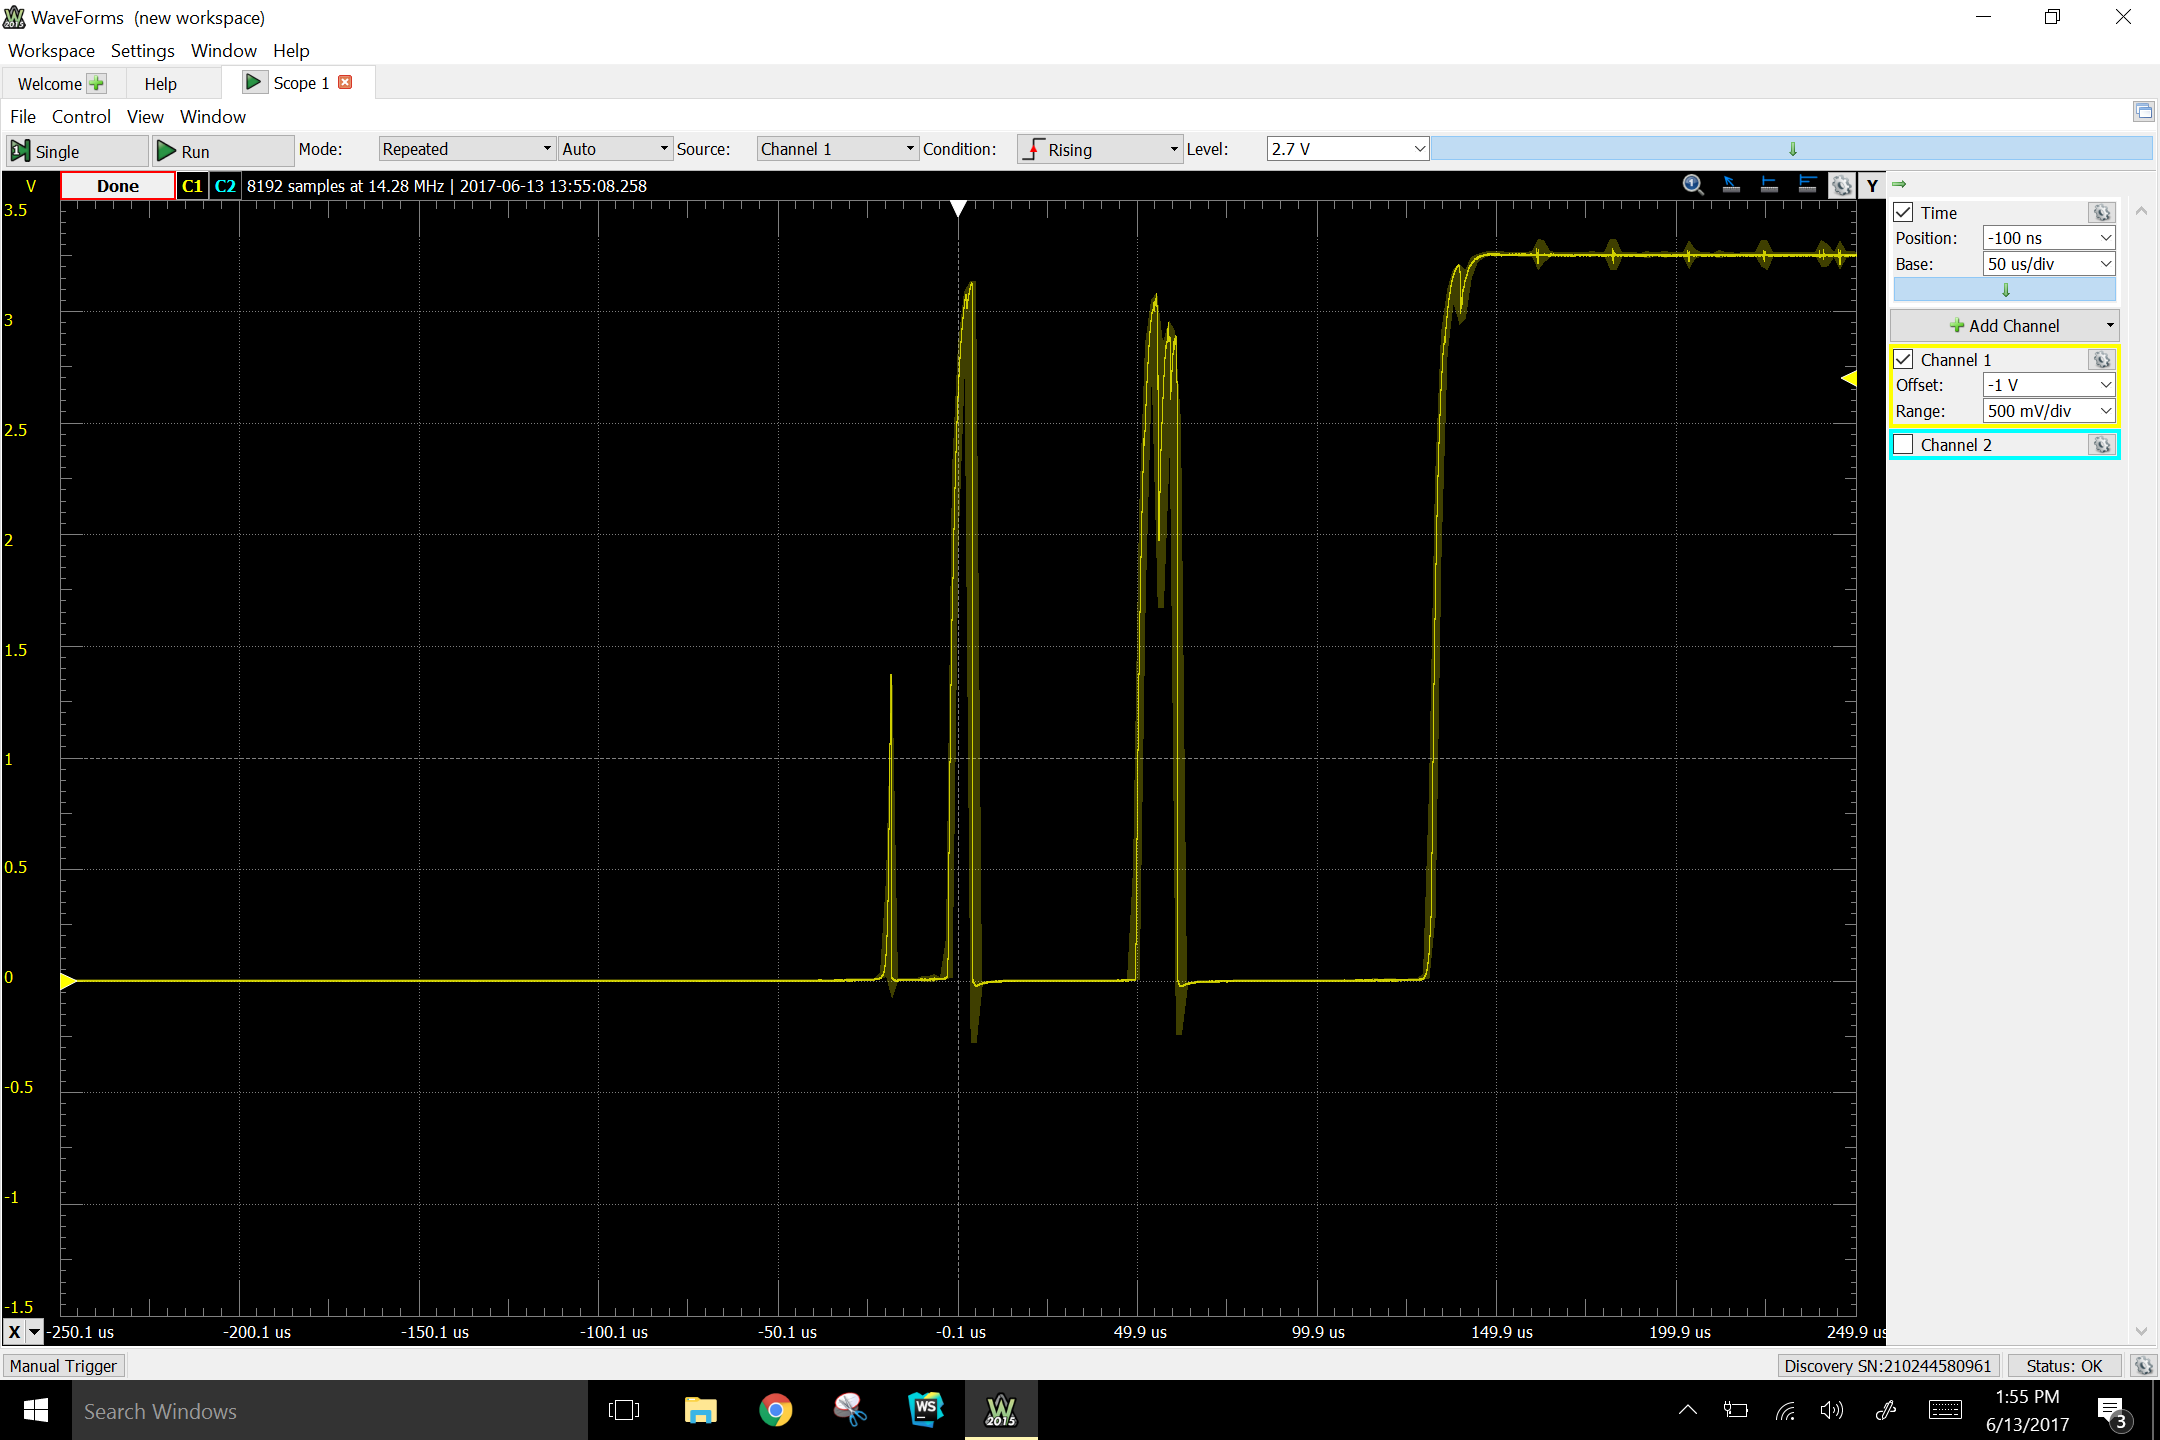 WaveForms (new workspace)
Workspace Settings Window Help
Welcome Help Scope 1
File Control View Window
Single Run Mode: Repeated Auto Source: Channel 1 Condition: Rising Level: 2.7 V
V Done C1 C2 8192 samples at 14.28 MHz | 2017-06-13 13:55:08.258 Y
3.5
3
2.5
2
1.5
1
0.5
0
-0.5
-1
-1.5
X -250.1 us -200.1 us -150.1 us -100.1 us -50.1 us -0.1 us 49.9 us 99.9 us 149.9 us 199.9 us 249.9 us
Time
Position: -100 ns
Base: 50 us/div
Add Channel
Channel 1
Offset: -1 V
Range: 500 mV/div
Channel 2
Manual Trigger Discovery SN:210244580961 Status: OK
Search Windows
WS
W 2015
1:55 PM
6/13/2017
3